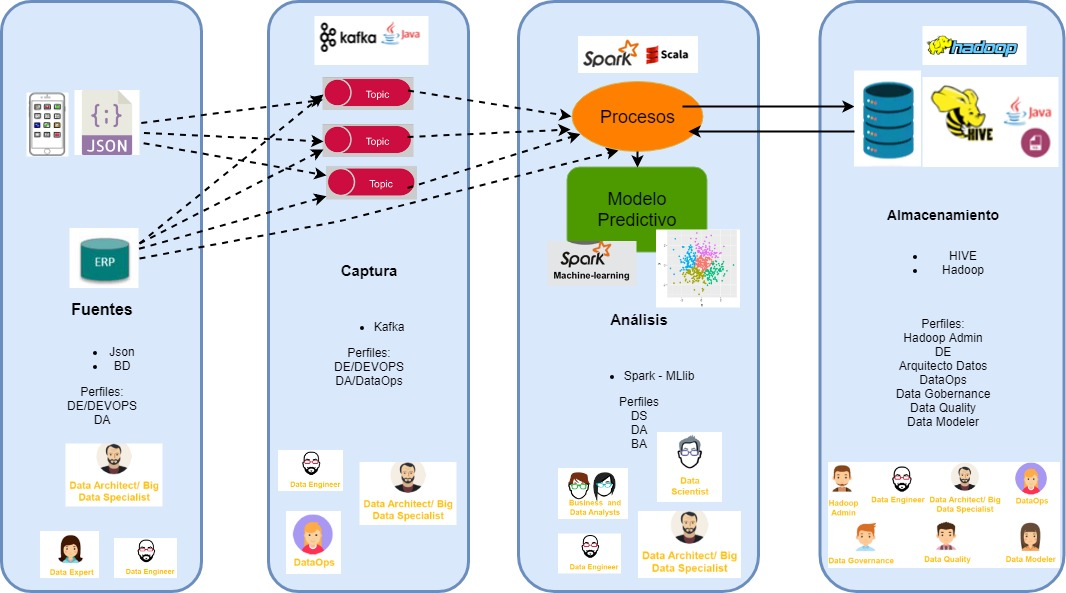 JSON
ERP
Fuentes
Json
BD
Perfiles:
DE/DEVOPS
DA
Data Architect/ Big
Data Specialist
Data Expert
Data Engineer
kafka
Java
Topic
Topic
Topic
Captura
Kafka
Perfiles:
DE/DEVOPS
DA/DataOps
Data Engineer
Data Architect/ Big
Data Specialist
DataOps
Spark
Scala
Procesos
Modelo
Predictivo
Spark
Machine-learning
Análisis
Spark - MLlib
Perfiles
DS
DA
BA
Data
Scientist
Business and
Data Analysts
Data Engineer
Data Architect/ Big
Data Specialist
hadoop
HIVE
Java
Almacenamiento
HIVE
Hadoop
Perfiles:
Hadoop Admin
DE
Arquitecto Datos
DataOps
Data Gobernance
Data Quality
Data Modeler
Hadoop
Admin
Data Engineer
Data Architect/ Big
Data Specialist
DataOps
Data Governance
Data Quality
Data Modeler